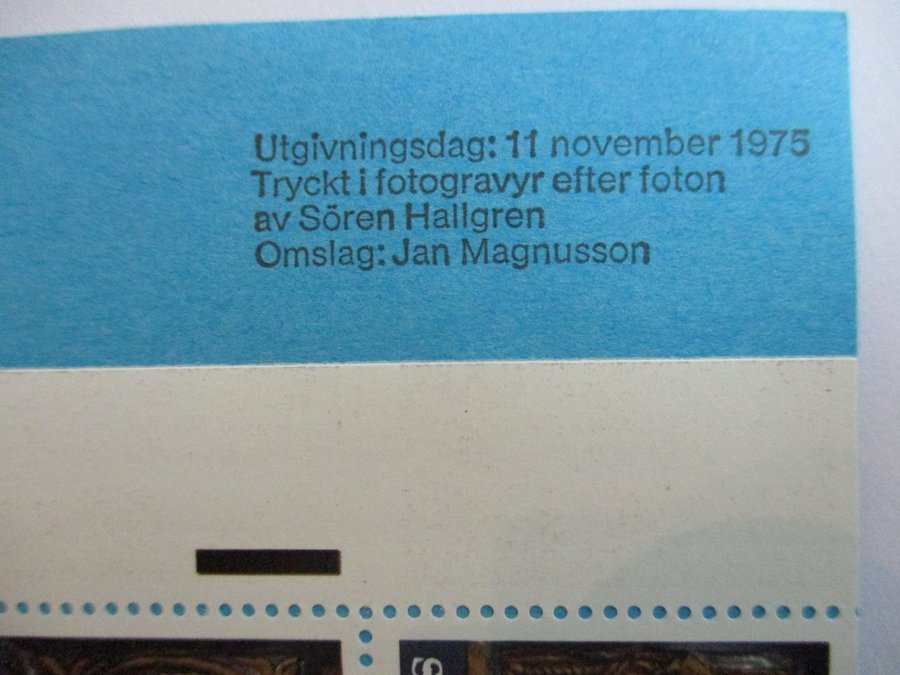 Utgivningsdag: 11 november 1975
Tryckt i fotogravyr efter foton
av Sören Hallgren
Omslag: Jan Magnusson